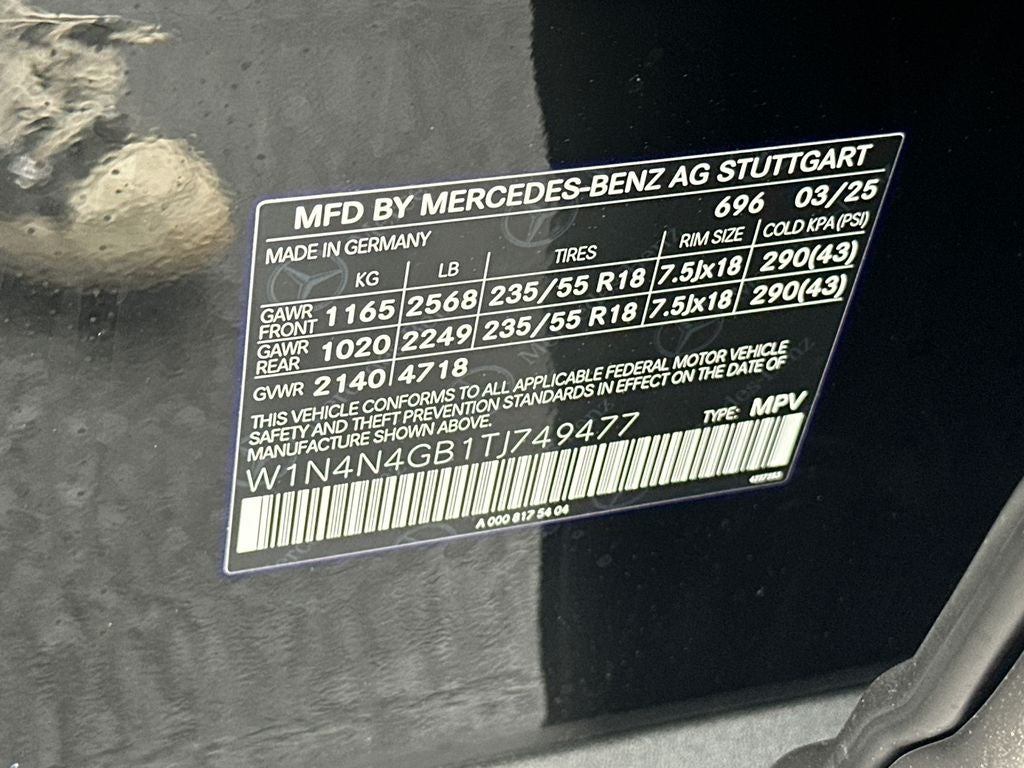 MFD BY MERCEDES-BENZ AG STUTTGART
696 03/25
MADE IN GERMANY
KG LB TIRES RIM SIZE COLD KPA (PSI)
GAWR FRONT 1165 2568 235/55 R18 7.5Jx18 290(43)
GAWR REAR 1020 2249 235/55 R18 7.5Jx18 290(43)
GVWR 2140 4718
THIS VEHICLE CONFORMS TO ALL APPLICABLE FEDERAL MOTOR VEHICLE
SAFETY AND THEFT PREVENTION STANDARDS IN EFFECT ON THE DATE OF
MANUFACTURE SHOWN ABOVE.
W1N4N4GB1TJ749477 TYPE: MPV
A 000 817 54 04